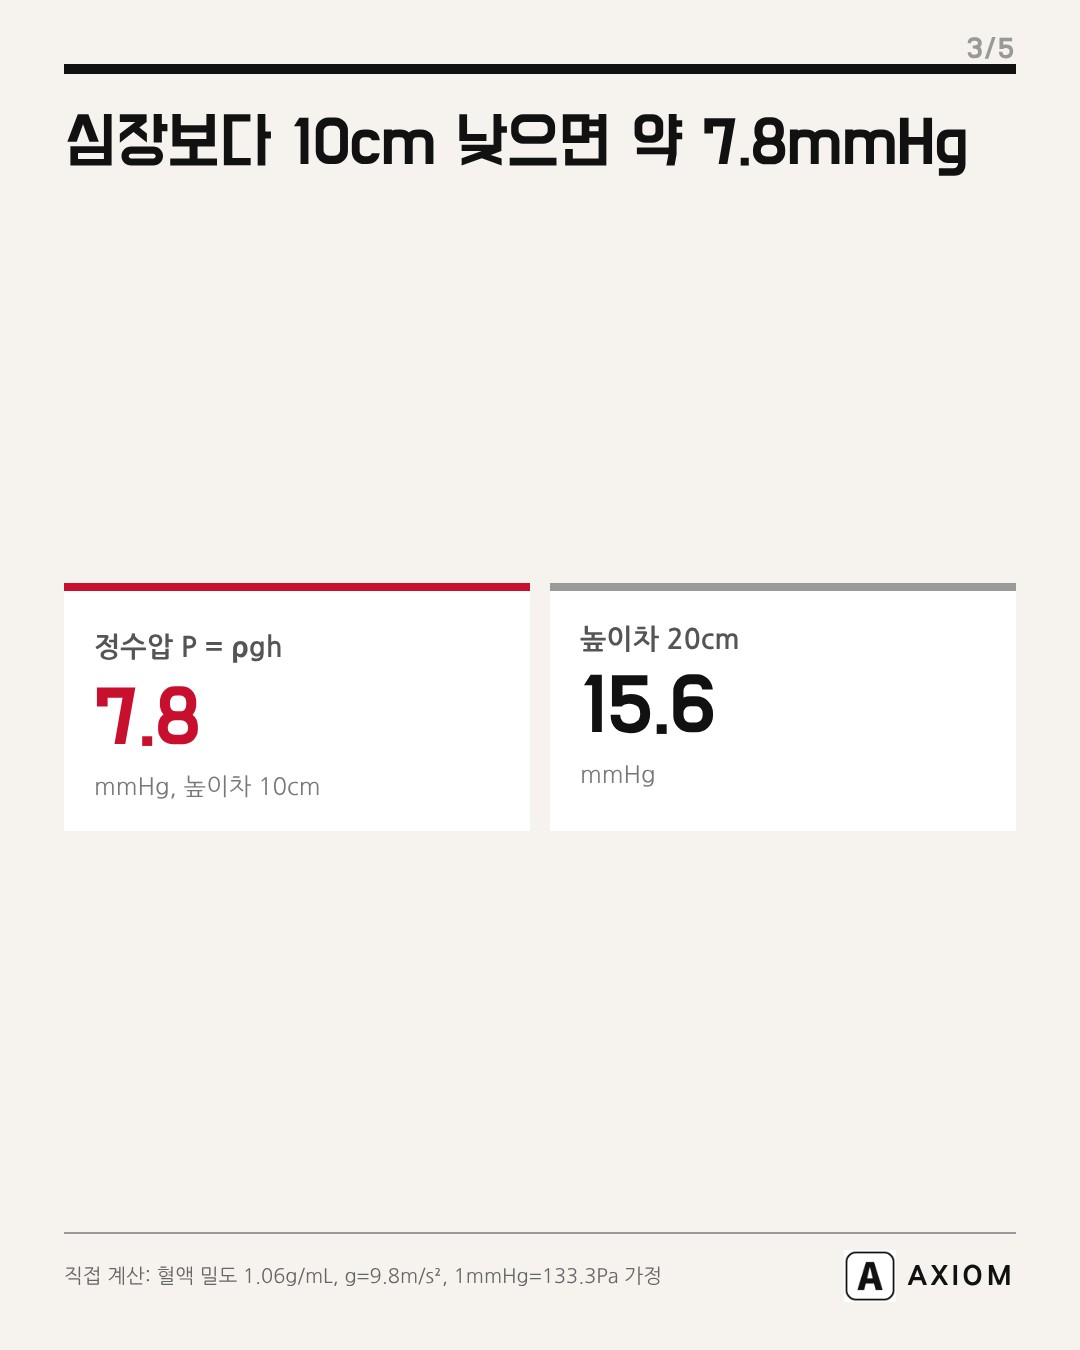 3/5
심장보다 10cm 낮으면 약 7.8mmHg
정수압 P = ρgh
7.8
mmHg, 높이차 10cm
높이차 20cm
15.6
mmHg
직접 계산: 혈액 밀도 1.06g/mL, g=9.8m/s², 1mmHg=133.3Pa 가정
A AXIOM